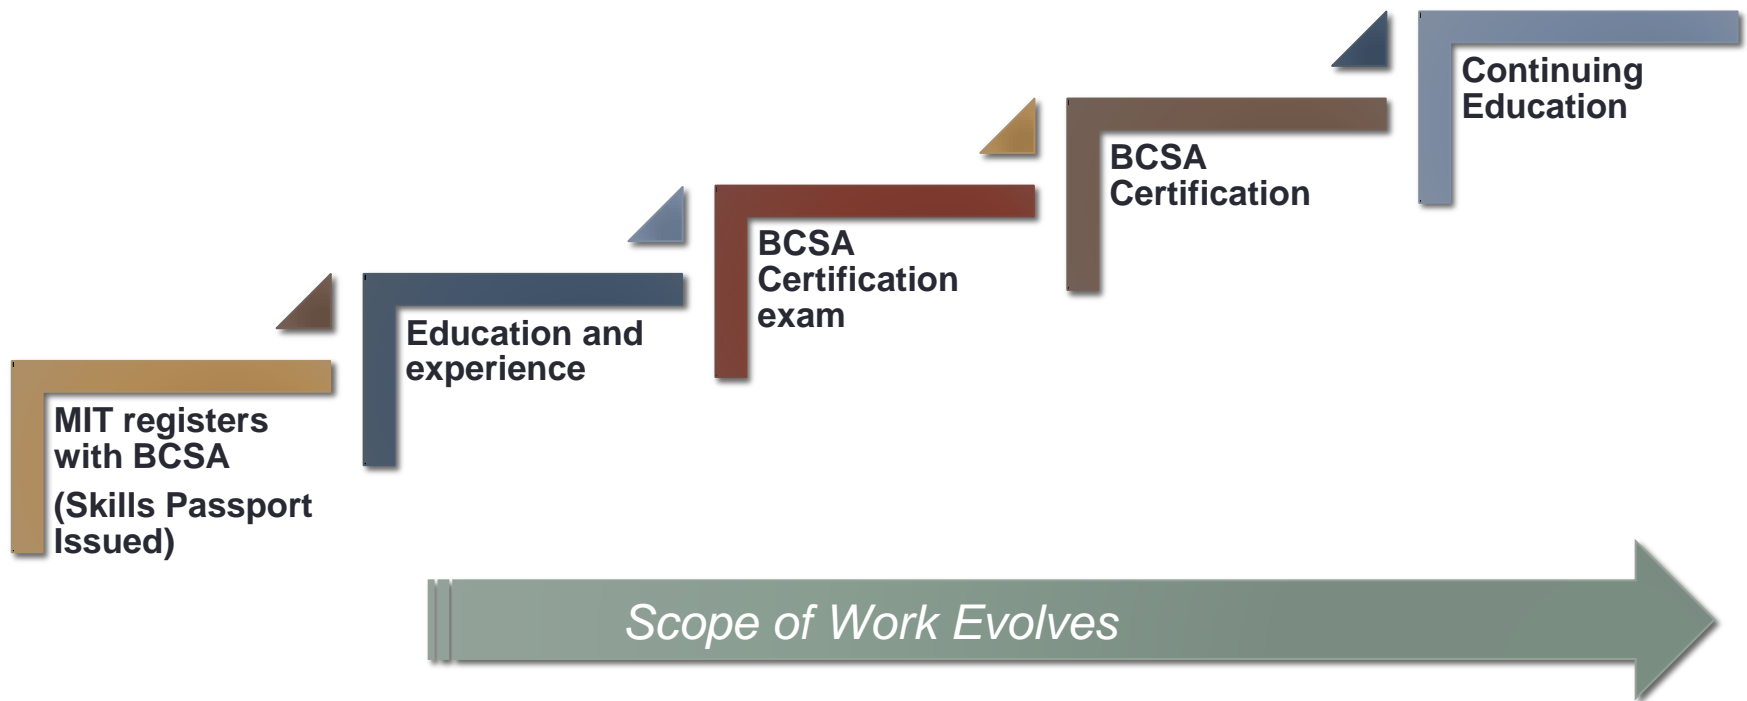 MIT registers
with BCSA
(Skills Passport
Issued)
Education and
experience
BCSA
Certification
exam
BCSA
Certification
Continuing
Education
Scope of Work Evolves